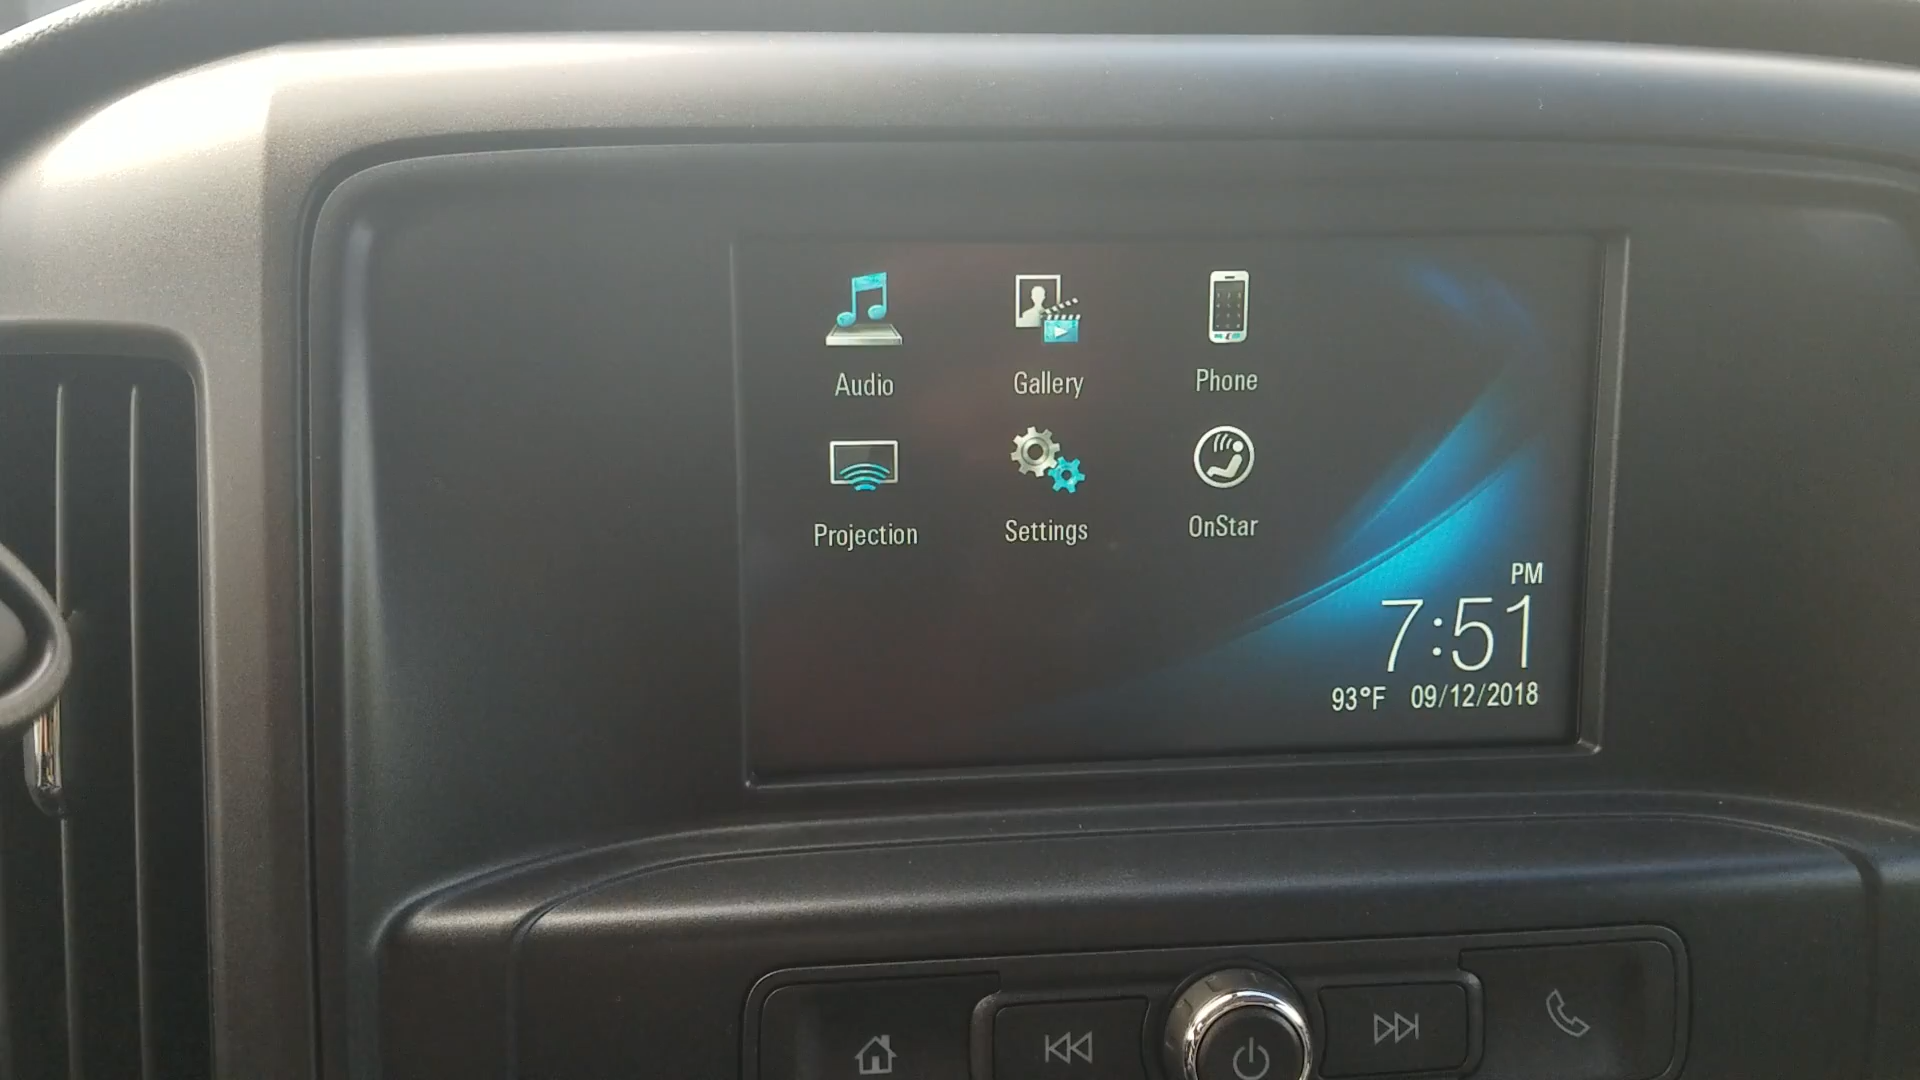 Audio Gallery Phone
Projection Settings OnStar
PM
7:51
93°F 09/12/2018